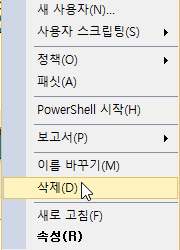 새 사용자(N)...
사용자 스크립팅(S)
정책(O)
패싯(A)
PowerShell 시작(H)
보고서(P)
이름 바꾸기(M)
삭제(D)
새로 고침(F)
속성(R)